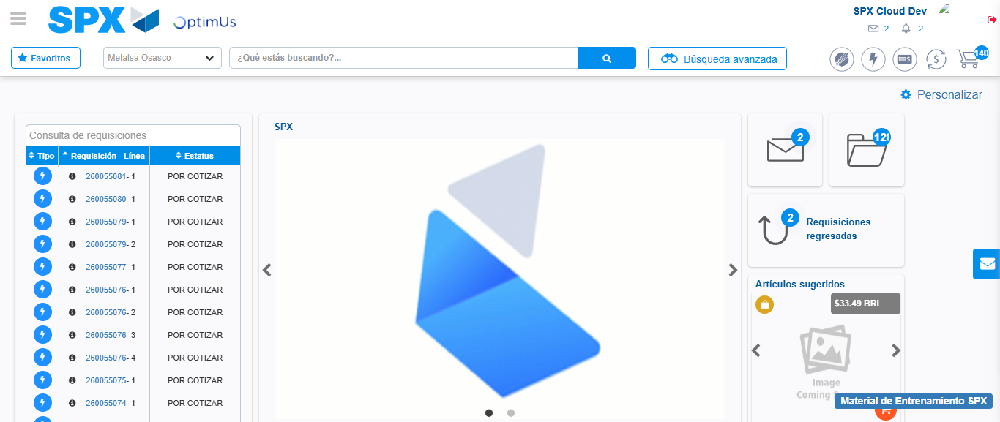 SPX OptimUs
SPX Cloud Dev
2 2
Favoritos
Metalsa Osasco
¿Qué estás buscando?...
Búsqueda avanzada
140
Personalizar
Consulta de requisiciones
Tipo Requisición - Línea Estatus
260055081- 1 POR COTIZAR
260055080- 1 POR COTIZAR
260055079- 1 POR COTIZAR
260055079- 2 POR COTIZAR
260055077- 1 POR COTIZAR
260055076- 1 POR COTIZAR
260055076- 2 POR COTIZAR
260055076- 3 POR COTIZAR
260055076- 4 POR COTIZAR
260055075- 1 POR COTIZAR
260055074- 1 POR COTIZAR
SPX
2
2
Requisiciones
regresadas
Artículos sugeridos
$33.49 BRL
Image
Coming
Material de Entrenamiento SPX